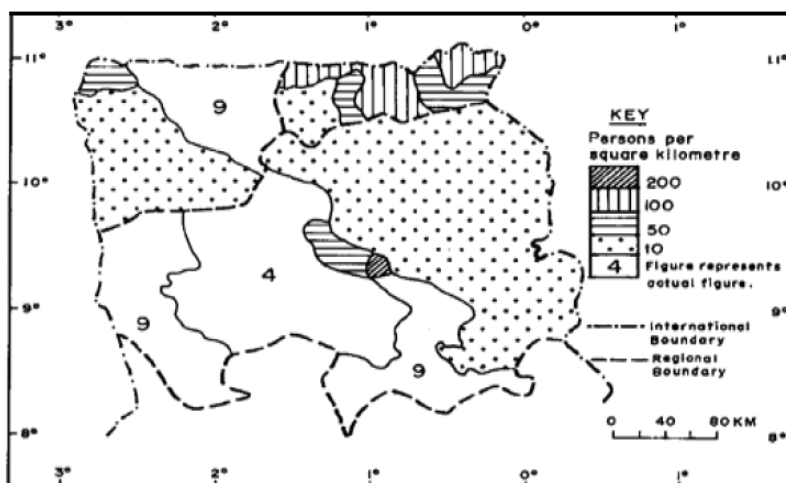 3° 2° 1° 0° 1°
11° 11°
9
KEY
Persons per
square kilometre
200
100
50
10
4 Figure represents
actual figure.
10° 10°
4
9° 9°
9
9
International
Boundary
Regional
Boundary
0 40 80 KM
8° 8°
3° 2° 1° 0° 1°